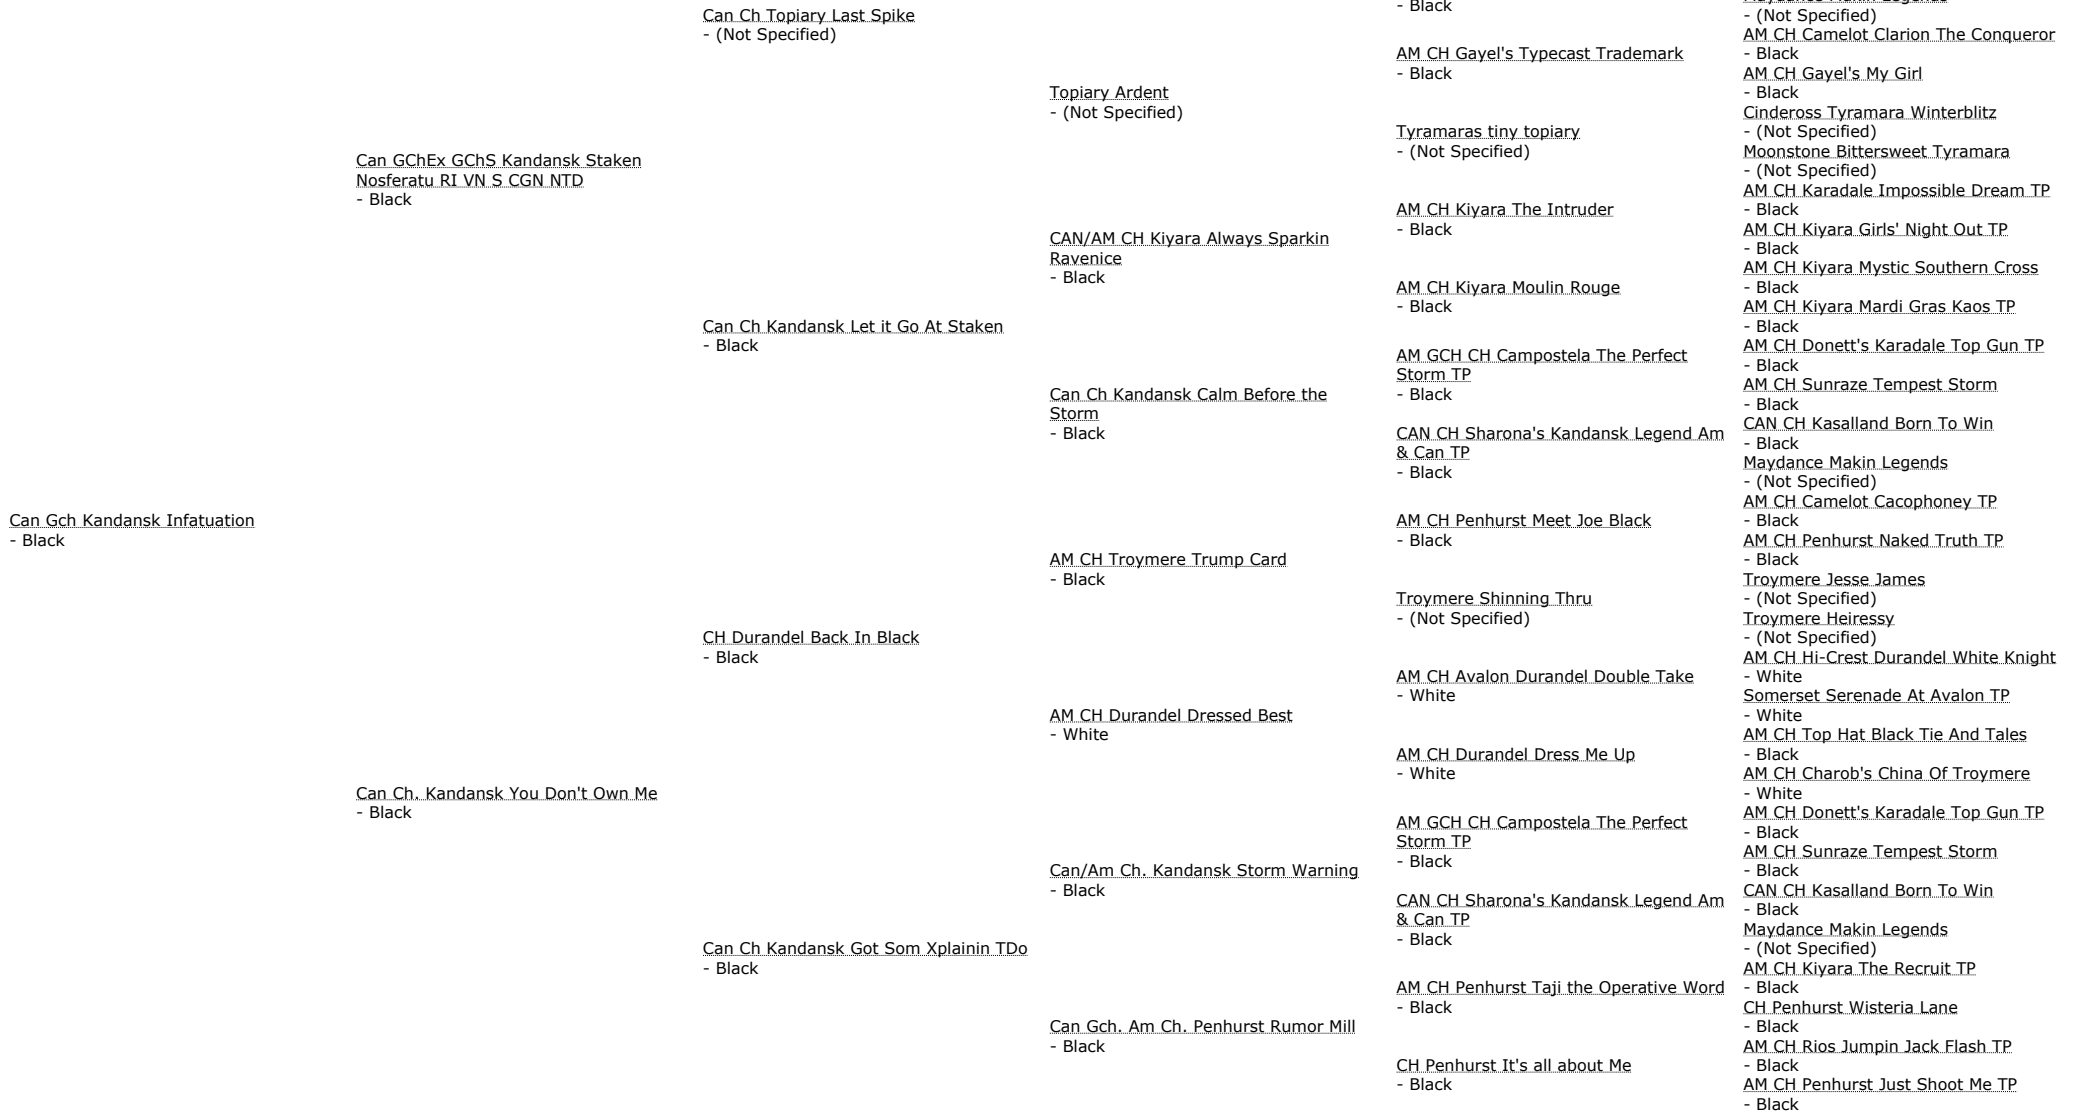 Can Gch Kandansk Infatuation
- Black
Can GChEx GChS Kandansk Staken
Nosferatu RI VN S CGN NTD
- Black
Can Ch. Kandansk You Don't Own Me
- Black
Can Ch Topiary Last Spike
- (Not Specified)
Can Ch Kandansk Let it Go At Staken
- Black
CH Durandel Back In Black
- Black
Can Ch Kandansk Got Som Xplainin TDo
- Black
Topiary Ardent
- (Not Specified)
CAN/AM CH Kiyara Always Sparkin
Ravenice
- Black
Can Ch Kandansk Calm Before the
Storm
- Black
AM CH Troymere Trump Card
- Black
AM CH Durandel Dressed Best
- White
Can/Am Ch. Kandansk Storm Warning
- Black
Can Gch. Am Ch. Penhurst Rumor Mill
- Black
- Black
AM CH Gayel's Typecast Trademark
- Black
Tyramaras tiny topiary
- (Not Specified)
AM CH Kiyara The Intruder
- Black
AM CH Kiyara Moulin Rouge
- Black
AM GCH CH Campostela The Perfect
Storm TP
- Black
CAN CH Sharona's Kandansk Legend Am
& Can TP
- Black
AM CH Penhurst Meet Joe Black
- Black
Troymere Shinning Thru
- (Not Specified)
AM CH Avalon Durandel Double Take
- White
AM CH Durandel Dress Me Up
- White
AM GCH CH Campostela The Perfect
Storm TP
- Black
CAN CH Sharona's Kandansk Legend Am
& Can TP
- Black
AM CH Penhurst Taji the Operative Word
- Black
CH Penhurst It's all about Me
- Black
- (Not Specified)
AM CH Camelot Clarion The Conqueror
- Black
AM CH Gayel's My Girl
- Black
Cindeross Tyramara Winterblitz
- (Not Specified)
Moonstone Bittersweet Tyramara
- (Not Specified)
AM CH Karadale Impossible Dream TP
- Black
AM CH Kiyara Girls' Night Out TP
- Black
AM CH Kiyara Mystic Southern Cross
- Black
AM CH Kiyara Mardi Gras Kaos TP
- Black
AM CH Donett's Karadale Top Gun TP
- Black
AM CH Sunraze Tempest Storm
- Black
CAN CH Kasalland Born To Win
- Black
Maydance Makin Legends
- (Not Specified)
AM CH Camelot Cacophoney TP
- Black
AM CH Penhurst Naked Truth TP
- Black
Troymere Jesse James
- (Not Specified)
Troymere Heiressy
- (Not Specified)
AM CH Hi-Crest Durandel White Knight
- White
Somerset Serenade At Avalon TP
- White
AM CH Top Hat Black Tie And Tales
- Black
AM CH Charob's China Of Troymere
- White
AM CH Donett's Karadale Top Gun TP
- Black
AM CH Sunraze Tempest Storm
- Black
CAN CH Kasalland Born To Win
- Black
Maydance Makin Legends
- (Not Specified)
AM CH Kiyara The Recruit TP
- Black
CH Penhurst Wisteria Lane
- Black
AM CH Rios Jumpin Jack Flash TP
- Black
AM CH Penhurst Just Shoot Me TP
- Black